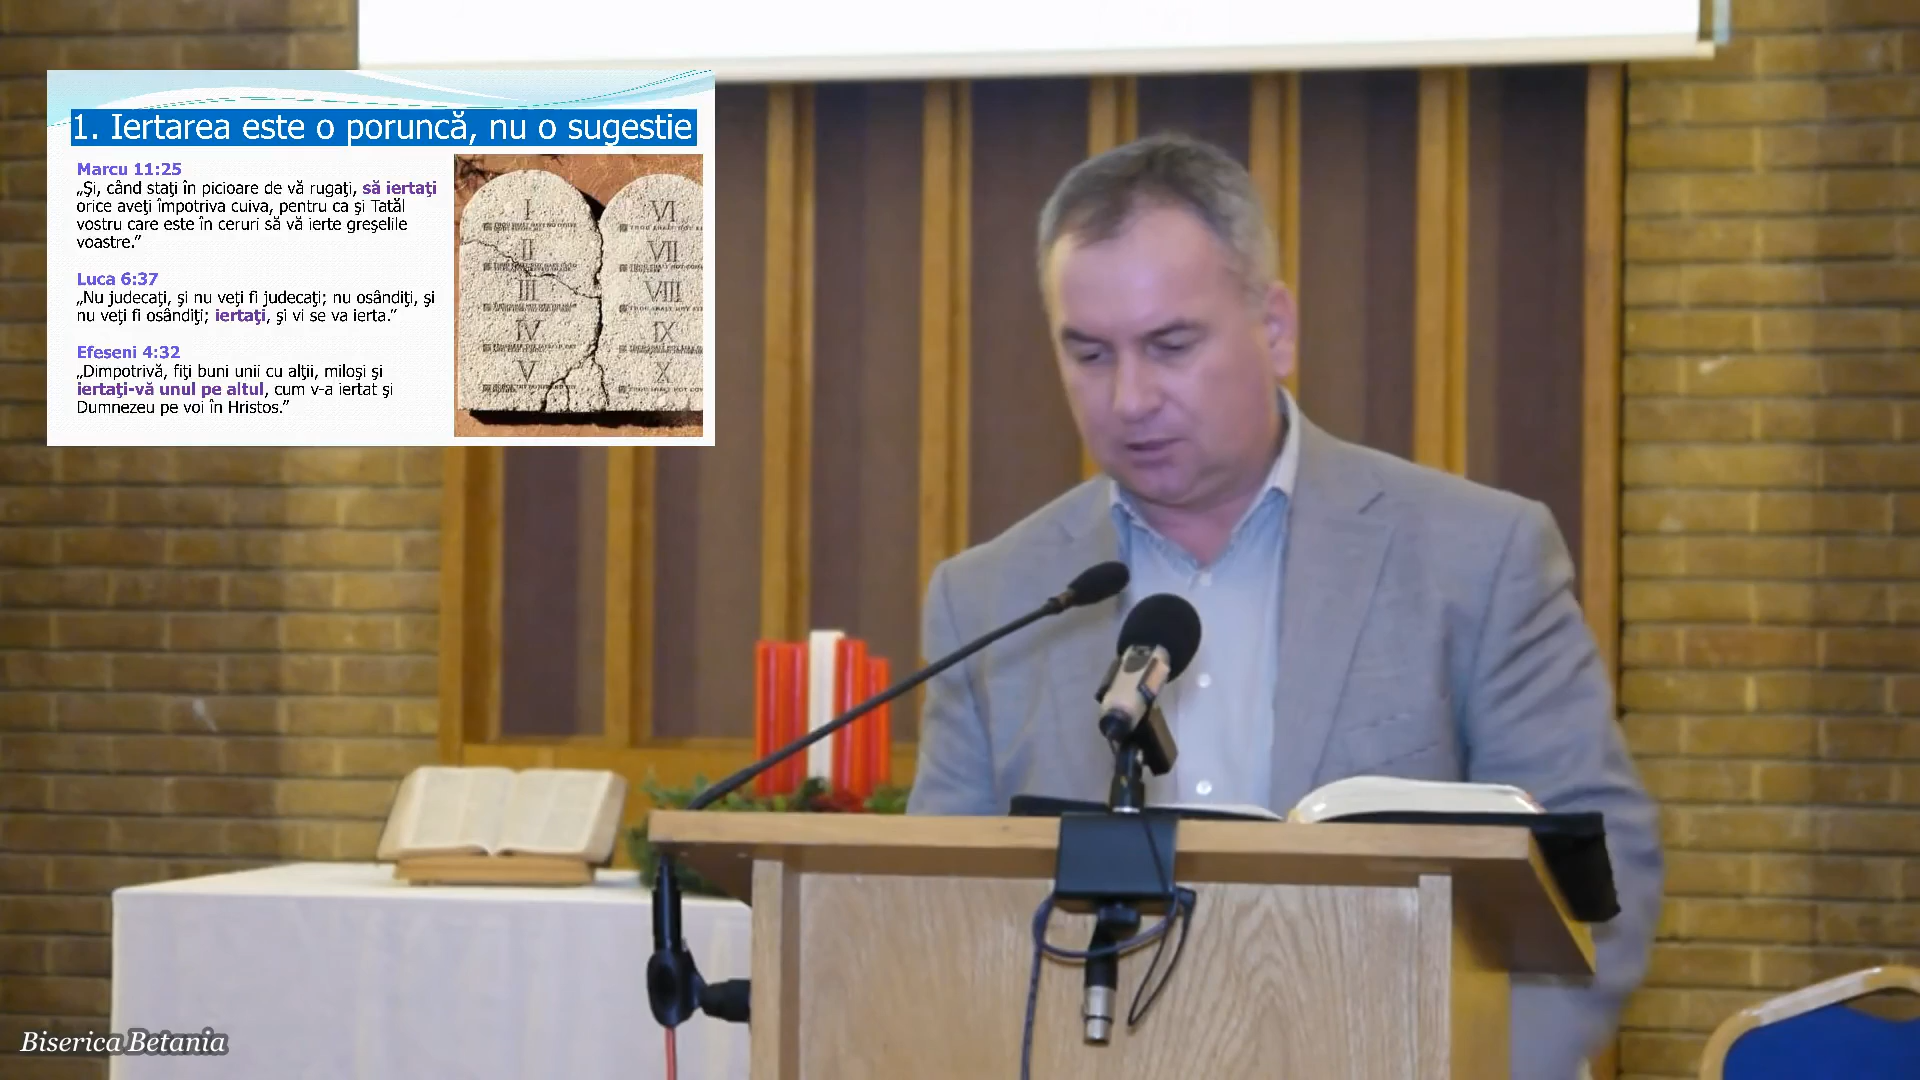 1. Iertarea este o poruncă, nu o sugestie
Marcu 11:25
„Şi, când staţi în picioare de vă rugaţi, să iertaţi
orice aveţi împotriva cuiva, pentru ca şi Tatăl
vostru care este în ceruri să vă ierte greşelile
voastre.”
Luca 6:37
„Nu judecaţi, şi nu veţi fi judecaţi; nu osândiţi, şi
nu veţi fi osândiţi; iertaţi, şi vi se va ierta.”
Efeseni 4:32
„Dimpotrivă, fiţi buni unii cu alţii, miloşi şi
iertaţi-vă unul pe altul, cum v-a iertat şi
Dumnezeu pe voi în Hristos.”
I
II
III
IV
V
VI
VII
VIII
IX
X
Biserica Betania